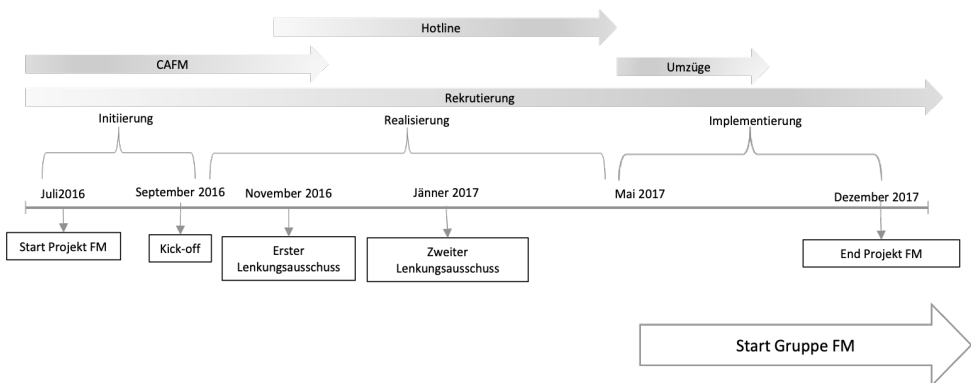 Hotline
CAFM
Umzüge
Rekrutierung
Initiierung
Realisierung
Implementierung
Juli2016
September 2016
November 2016
Jänner 2017
Mai 2017
Dezember 2017
Start Projekt FM
Kick-off
Erster
Lenkungsausschuss
Zweiter
Lenkungsausschuss
End Projekt FM
Start Gruppe FM